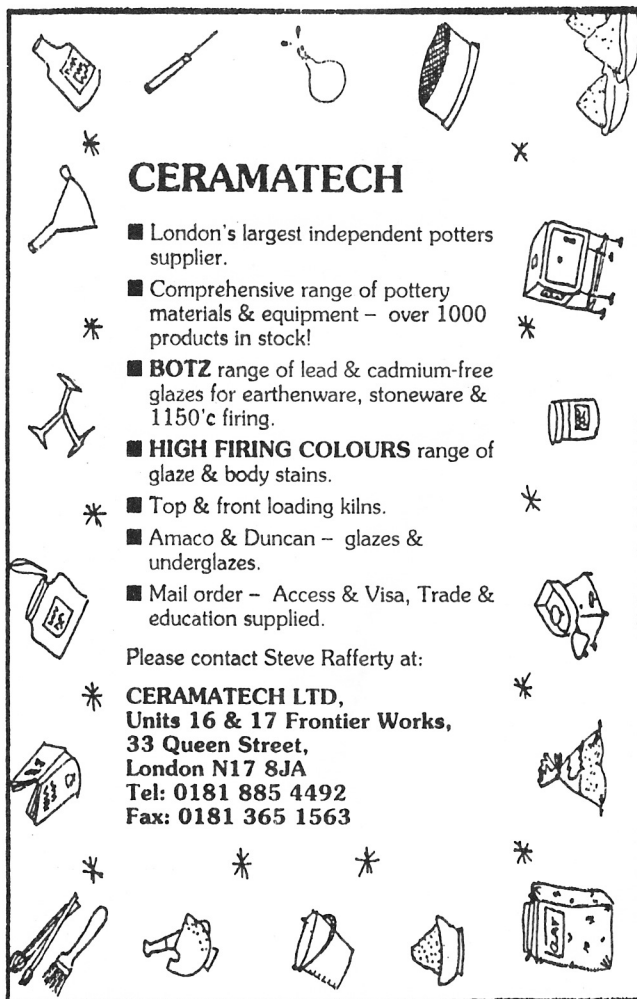 CERAMATECH
■ London's largest independent potters
supplier.
■ Comprehensive range of pottery
materials & equipment – over 1000
products in stock!
■ BOTZ range of lead & cadmium-free
glazes for earthenware, stoneware &
1150'c firing.
■ HIGH FIRING COLOURS range of
glaze & body stains.
■ Top & front loading kilns.
■ Amaco & Duncan – glazes &
underglazes.
■ Mail order – Access & Visa, Trade &
education supplied.
Please contact Steve Rafferty at:
CERAMATECH LTD,
Units 16 & 17 Frontier Works,
33 Queen Street,
London N17 8JA
Tel: 0181 885 4492
Fax: 0181 365 1563
CLAY